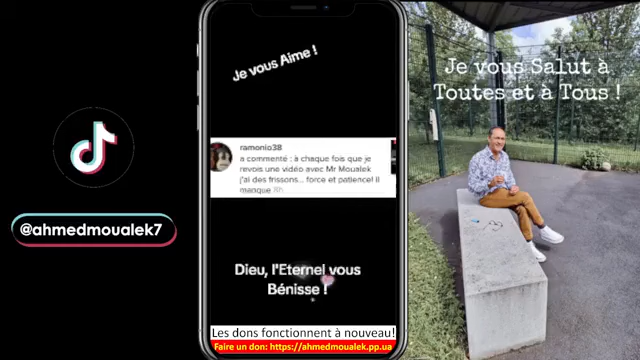 @ahmedmoualek7
Je vous Aime !
ramonio38
a commenté : à chaque fois que je
revois une vidéo avec Mr Moualek
j'ai des frissons... force et patience! Il
manque 8h
Dieu, l'Eternel vous
Bénisse !
Les dons fonctionnent à nouveau!
Faire un don: https://ahmedmoualek.pp.ua
Je vous Salut à
Toutes et à Tous !